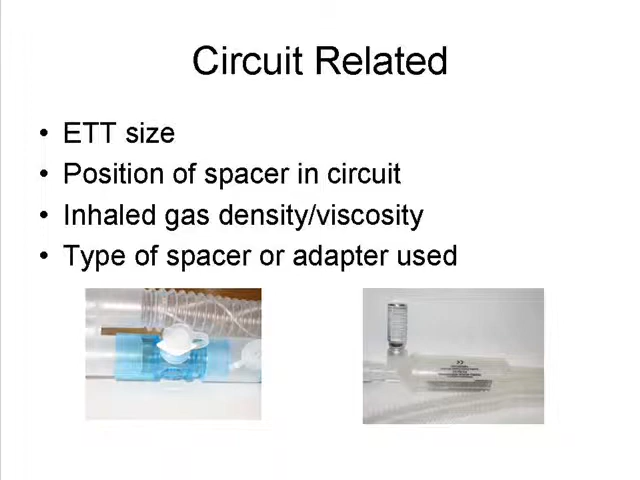 Circuit Related
• ETT size
• Position of spacer in circuit
• Inhaled gas density/viscosity
• Type of spacer or adapter used